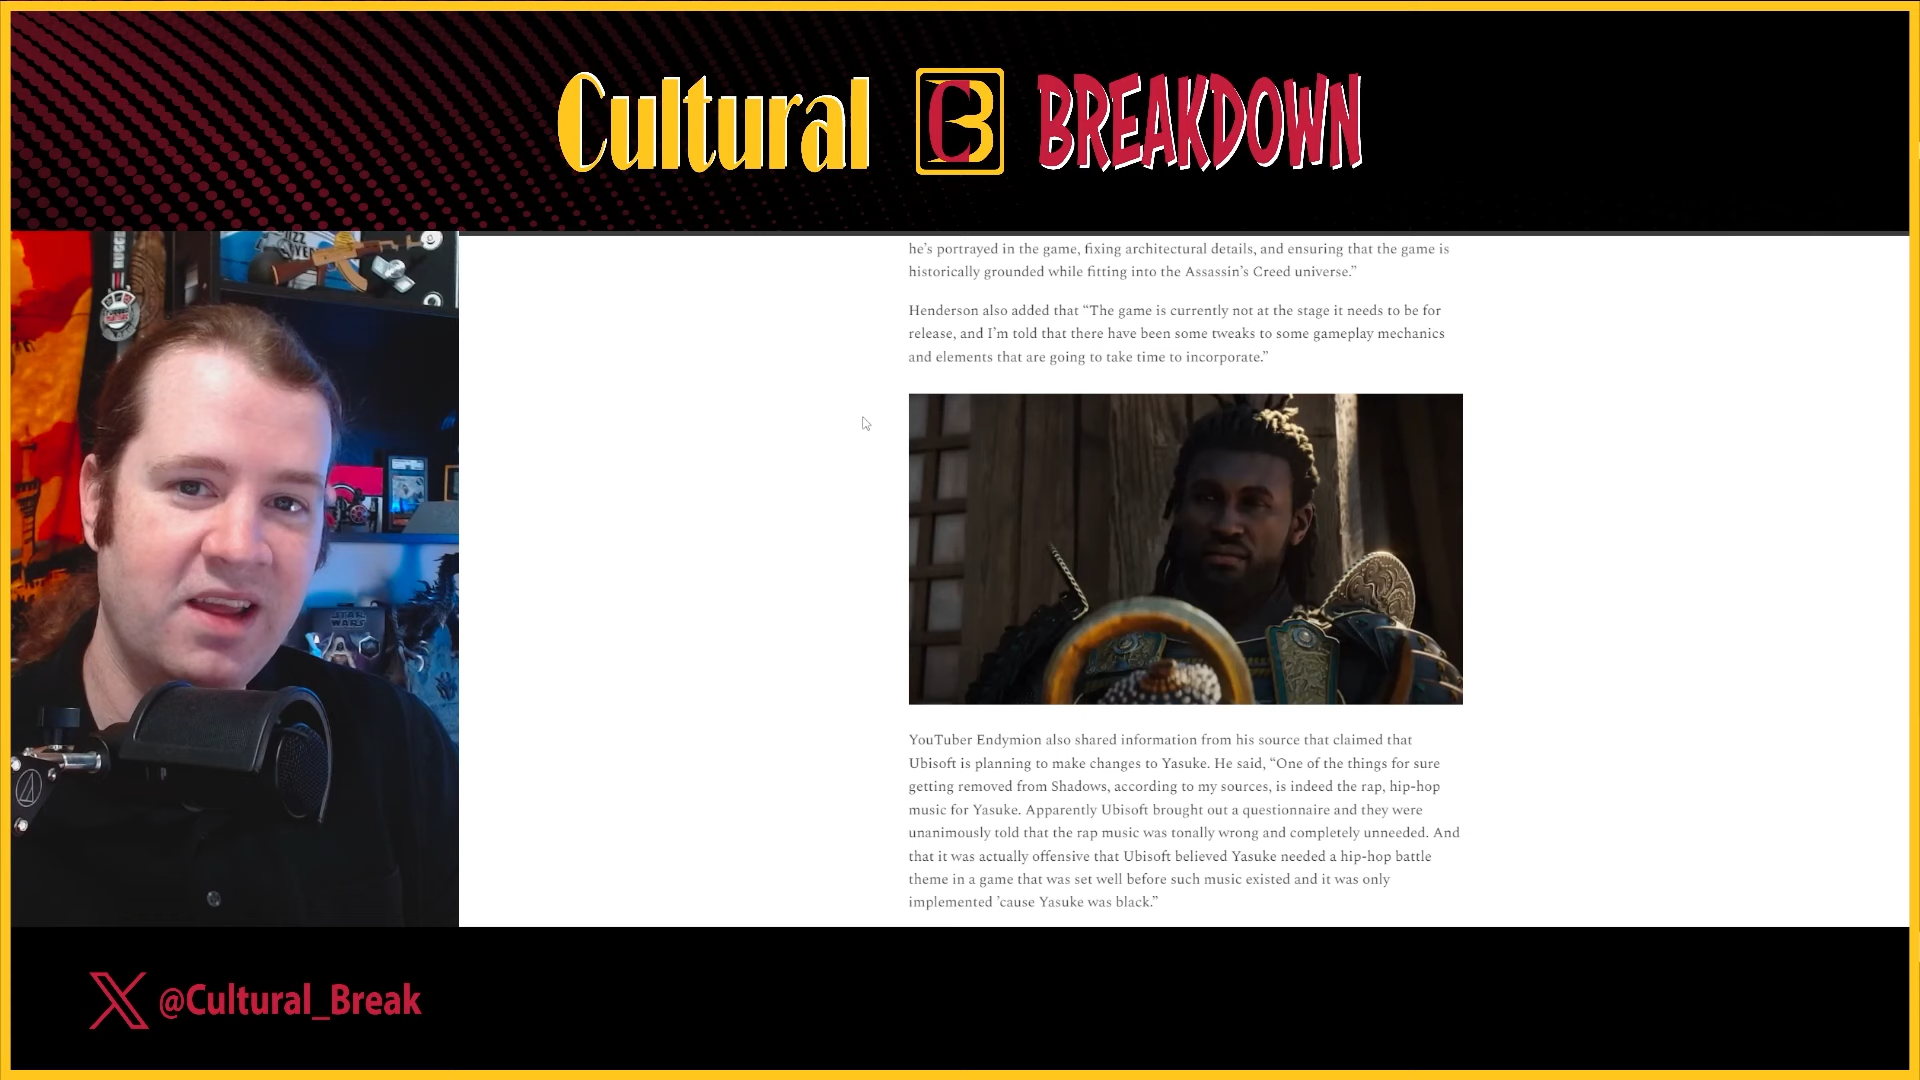 Cultural CB BREAKDOWN
he's portrayed in the game, fixing architectural details, and ensuring that the game is
historically grounded while fitting into the Assassin's Creed universe.”
Henderson also added that “The game is currently not at the stage it needs to be for
release, and I'm told that there have been some tweaks to some gameplay mechanics
and elements that are going to take time to incorporate.”
STAR
WARS
YouTuber Endymion also shared information from his source that claimed that
Ubisoft is planning to make changes to Yasuke. He said, “One of the things for sure
getting removed from Shadows, according to my sources, is indeed the rap, hip-hop
music for Yasuke. Apparently Ubisoft brought out a questionnaire and they were
unanimously told that the rap music was tonally wrong and completely unneeded. And
that it was actually offensive that Ubisoft believed Yasuke needed a hip-hop battle
theme in a game that was set well before such music existed and it was only
implemented 'cause Yasuke was black.”
X @Cultural_Break